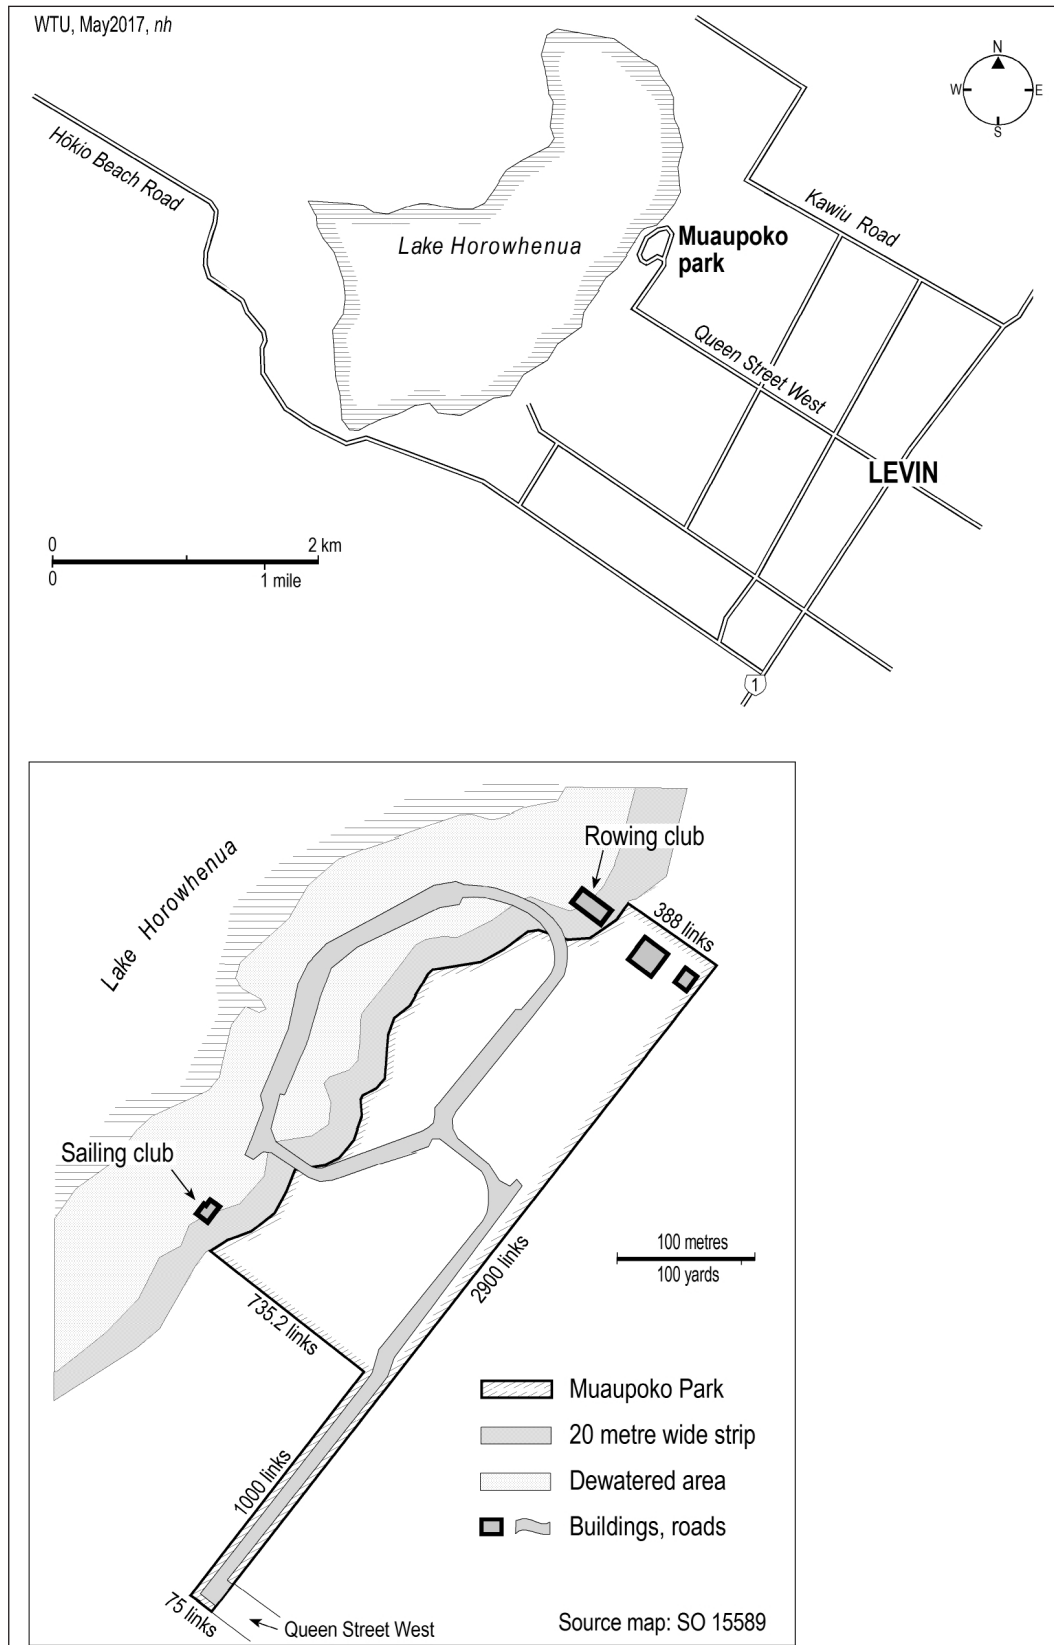 WTU, May2017, nh
N
W
E
S
Hōkio Beach Road
Lake Horowhenua
Muaupoko
park
Kawiu Road
Queen Street West
LEVIN
0
2 km
0
1 mile
1
Lake Horowhenua
Rowing club
388 links
Sailing club
2900 links
100 metres
100 yards
735.2 links
1000 links
75 links
Queen Street West
Muaupoko Park
20 metre wide strip
Dewatered area
Buildings, roads
Source map: SO 15589